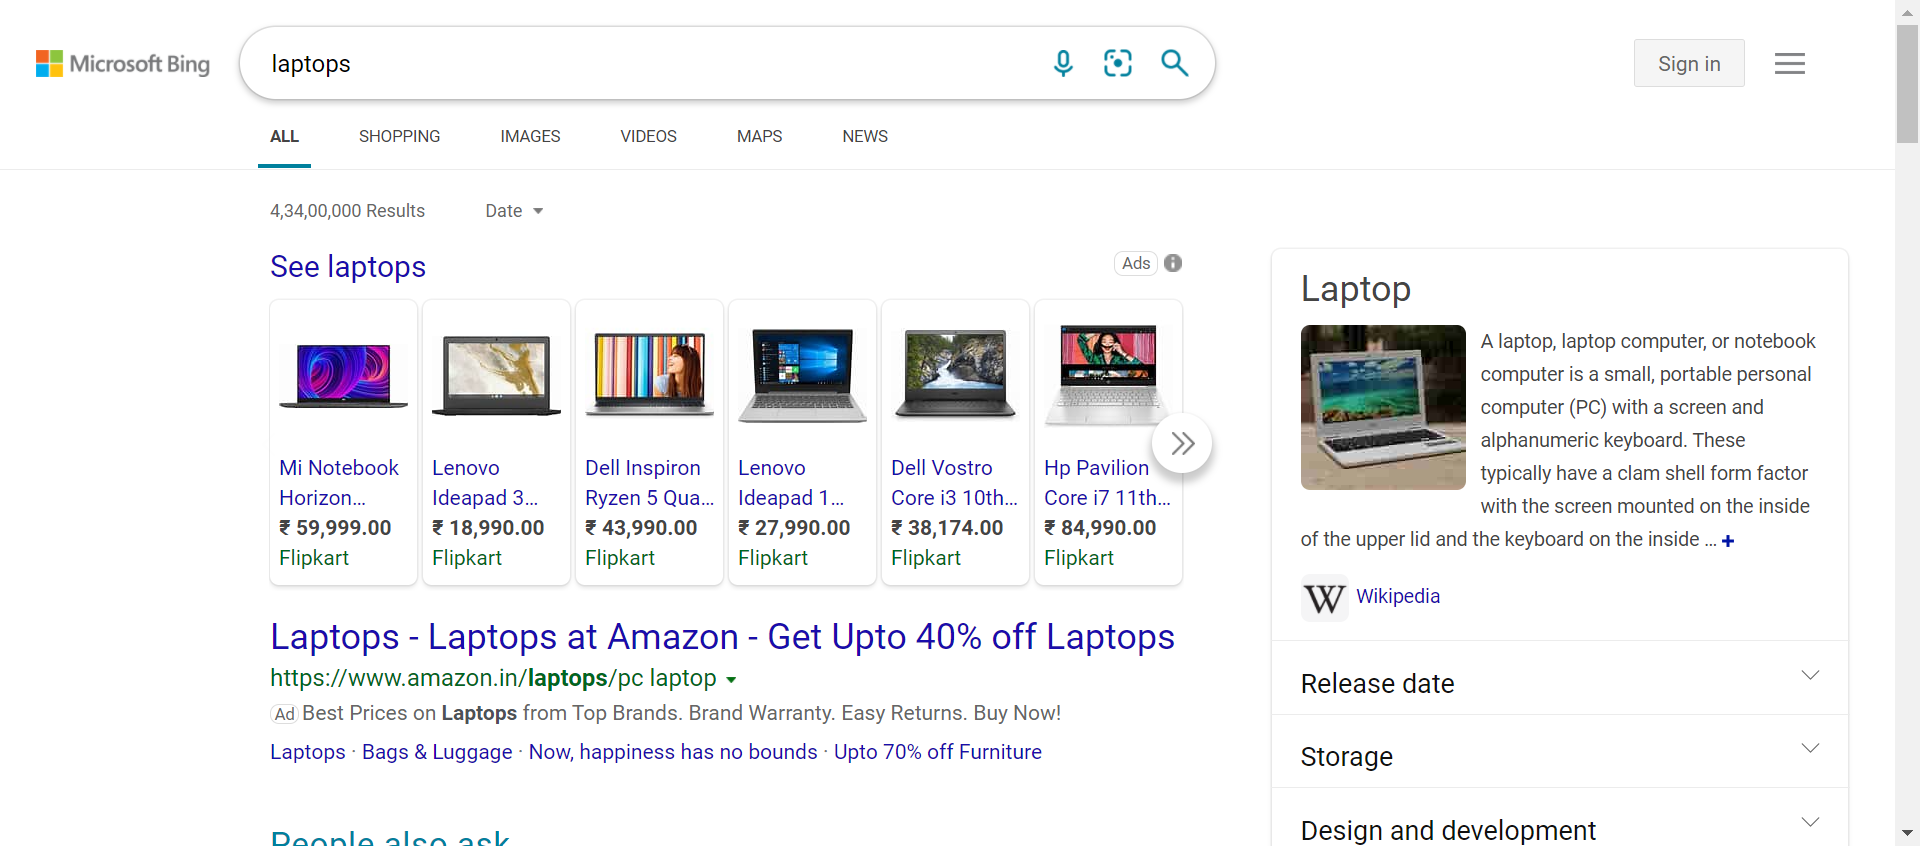 Microsoft Bing
laptops
Sign in
ALL SHOPPING IMAGES VIDEOS MAPS NEWS
4,34,00,000 Results Date
See laptops
Ads
Mi Notebook
Horizon...
₹ 59,999.00
Flipkart
Lenovo
Ideapad 3...
₹ 18,990.00
Flipkart
Dell Inspiron
Ryzen 5 Qua...
₹ 43,990.00
Flipkart
Lenovo
Ideapad 1...
₹ 27,990.00
Flipkart
Dell Vostro
Core i3 10th...
₹ 38,174.00
Flipkart
Hp Pavilion
Core i7 11th...
₹ 84,990.00
Flipkart
Laptops - Laptops at Amazon - Get Upto 40% off Laptops
https://www.amazon.in/laptops/pc laptop
Ad Best Prices on Laptops from Top Brands. Brand Warranty. Easy Returns. Buy Now!
Laptops · Bags & Luggage · Now, happiness has no bounds · Upto 70% off Furniture
People also ask
Laptop
A laptop, laptop computer, or notebook
computer is a small, portable personal
computer (PC) with a screen and
alphanumeric keyboard. These
typically have a clam shell form factor
with the screen mounted on the inside
of the upper lid and the keyboard on the inside ... +
W Wikipedia
Release date
Storage
Design and development